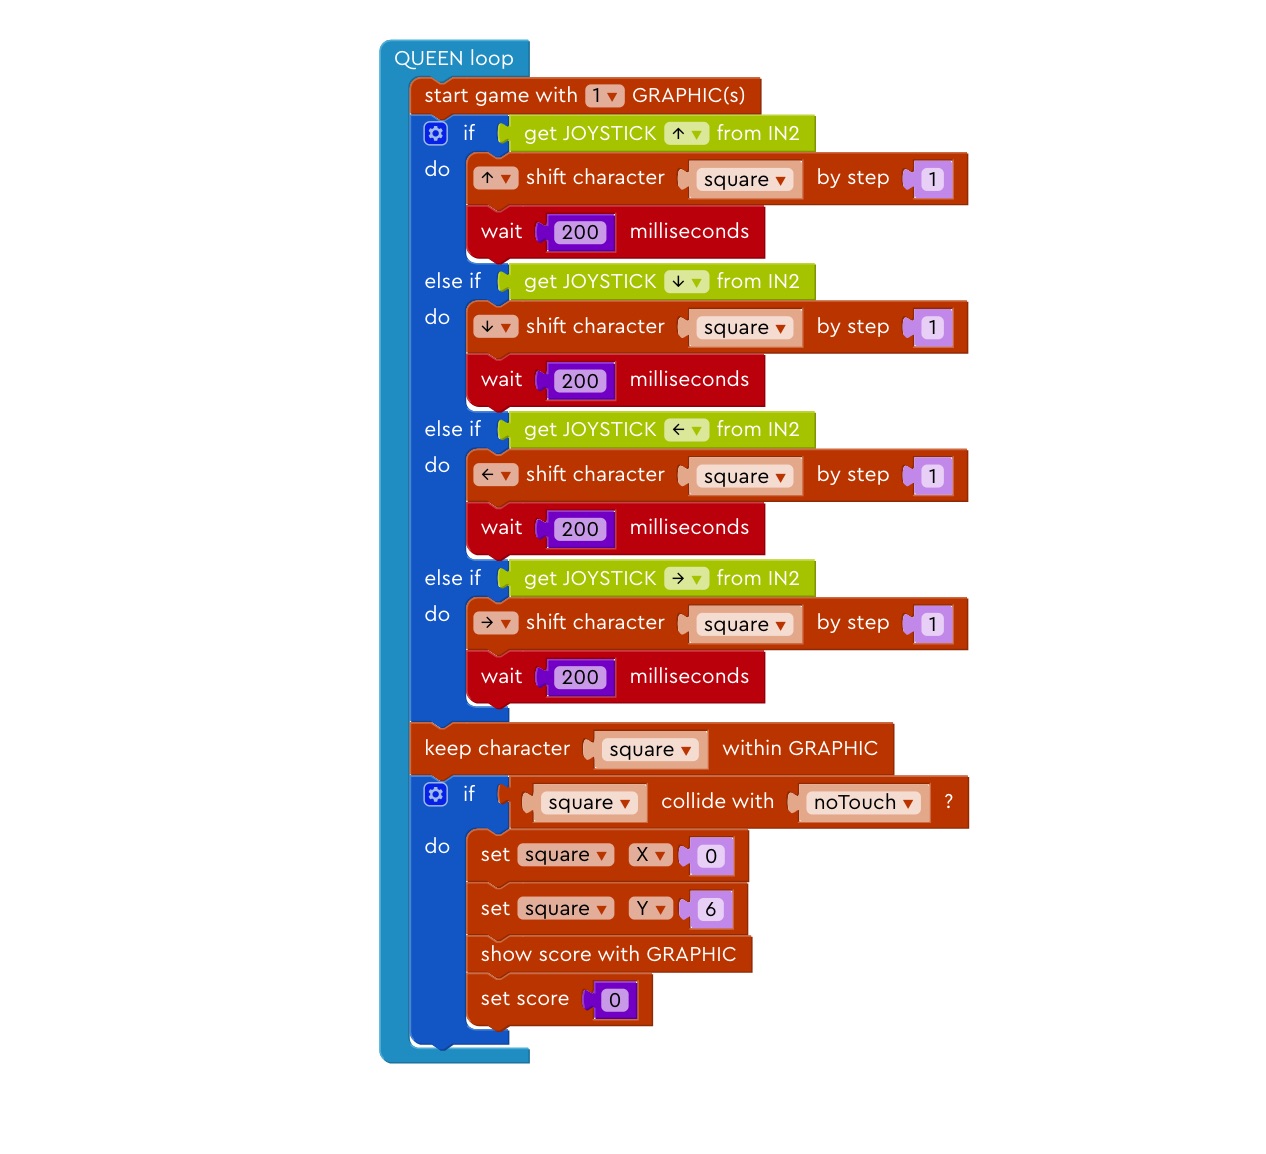 QUEEN loop
start game with 1 ▾ GRAPHIC(s)
if get JOYSTICK ↑ ▾ from IN2
do ↑ ▾ shift character square ▾ by step 1
wait 200 milliseconds
else if get JOYSTICK ↓ ▾ from IN2
do ↓ ▾ shift character square ▾ by step 1
wait 200 milliseconds
else if get JOYSTICK ← ▾ from IN2
do ← ▾ shift character square ▾ by step 1
wait 200 milliseconds
else if get JOYSTICK → ▾ from IN2
do → ▾ shift character square ▾ by step 1
wait 200 milliseconds
keep character square ▾ within GRAPHIC
if square ▾ collide with noTouch ▾ ?
do set square ▾ X ▾ 0
set square ▾ Y ▾ 6
show score with GRAPHIC
set score 0